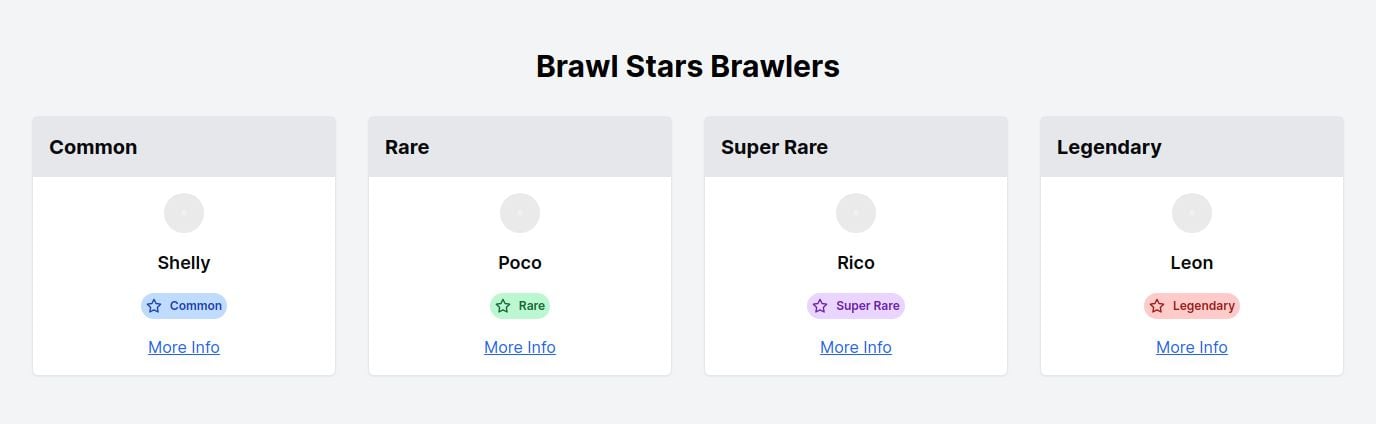 Brawl Stars Brawlers
Common
Shelly
Common
More Info
Rare
Poco
Rare
More Info
Super Rare
Rico
Super Rare
More Info
Legendary
Leon
Legendary
More Info